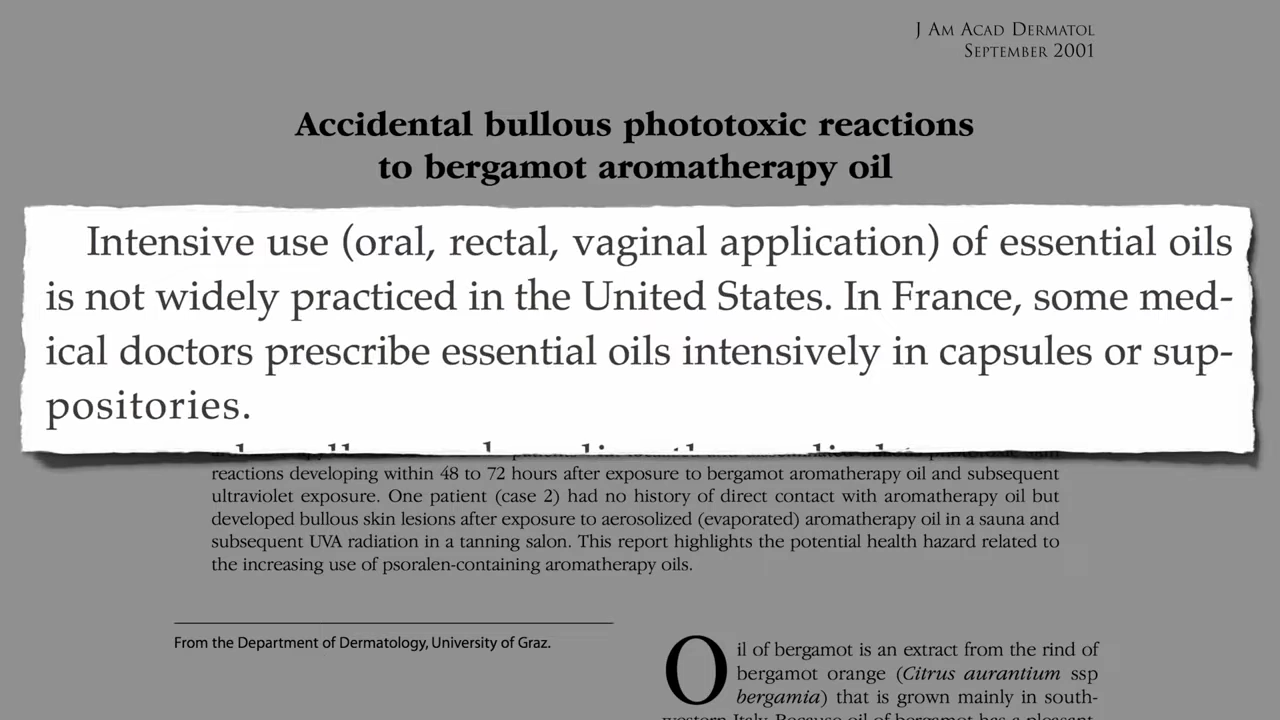 J Am Acad Dermatol
September 2001
Accidental bullous phototoxic reactions
to bergamot aromatherapy oil
Intensive use (oral, rectal, vaginal application) of essential oils
is not widely practiced in the United States. In France, some med-
ical doctors prescribe essential oils intensively in capsules or sup-
positories.
reactions developing within 48 to 72 hours after exposure to bergamot aromatherapy oil and subsequent
ultraviolet exposure. One patient (case 2) had no history of direct contact with aromatherapy oil but
developed bullous skin lesions after exposure to aerosolized (evaporated) aromatherapy oil in a sauna and
subsequent UVA radiation in a tanning salon. This report highlights the potential health hazard related to
the increasing use of psoralen-containing aromatherapy oils.
From the Department of Dermatology, University of Graz.
Oil of bergamot is an extract from the rind of
bergamot orange (Citrus aurantium ssp
bergamia) that is grown mainly in south-